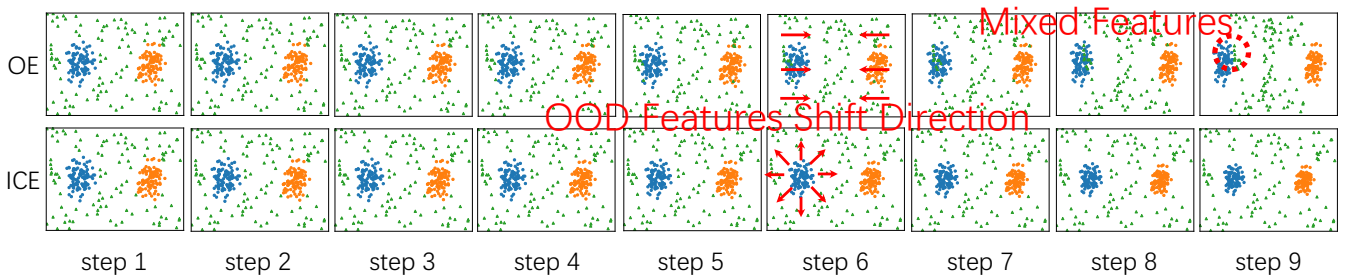 Mixed Features
OE
OOD Features Shift Direction
ICE
step 1 step 2 step 3 step 4 step 5 step 6 step 7 step 8 step 9